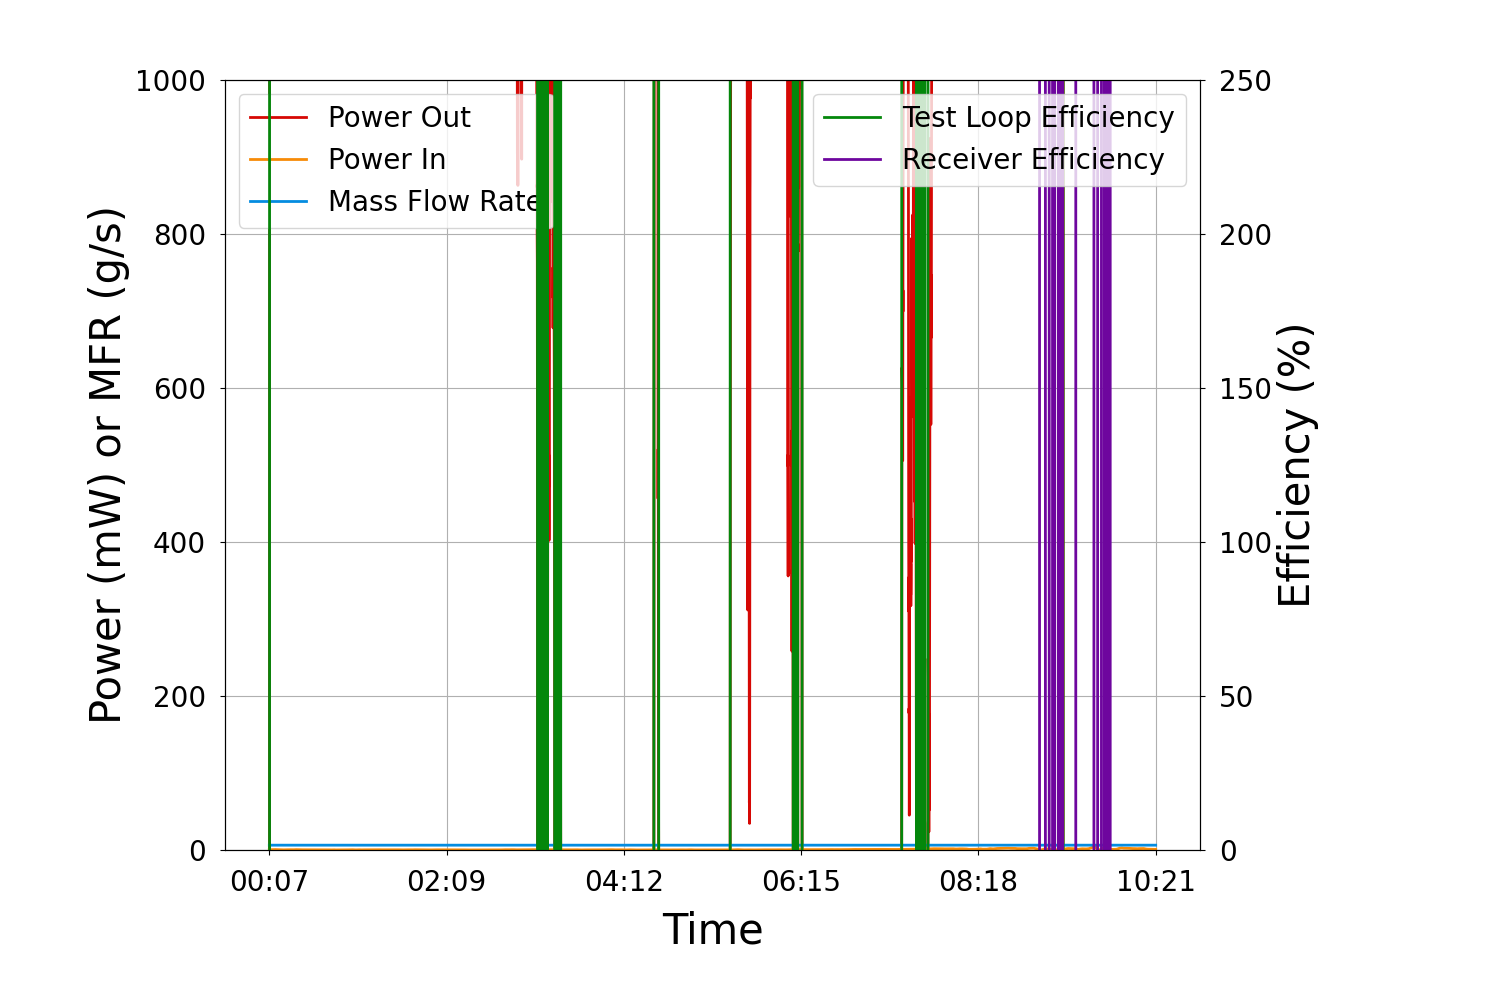 1000
800
600
400
200
0
Power (mW) or MFR (g/s)
Power Out
Power In
Mass Flow Rate
Test Loop Efficiency
Receiver Efficiency
250
200
150
100
50
0
Efficiency (%)
00:07 02:09 04:12 06:15 08:18 10:21
Time